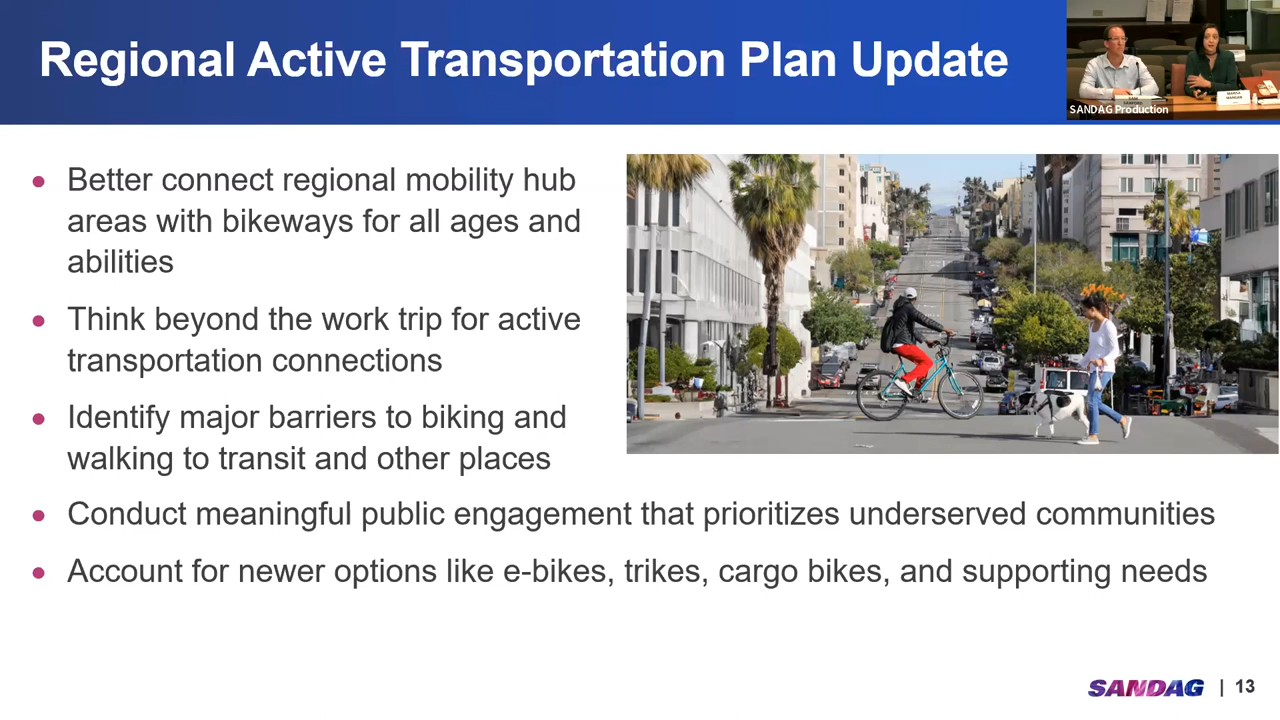 Regional Active Transportation Plan Update
SANDAG Production
Better connect regional mobility hub
areas with bikeways for all ages and
abilities
Think beyond the work trip for active
transportation connections
Identify major barriers to biking and
walking to transit and other places
Conduct meaningful public engagement that prioritizes underserved communities
Account for newer options like e-bikes, trikes, cargo bikes, and supporting needs
SANDAG | 13